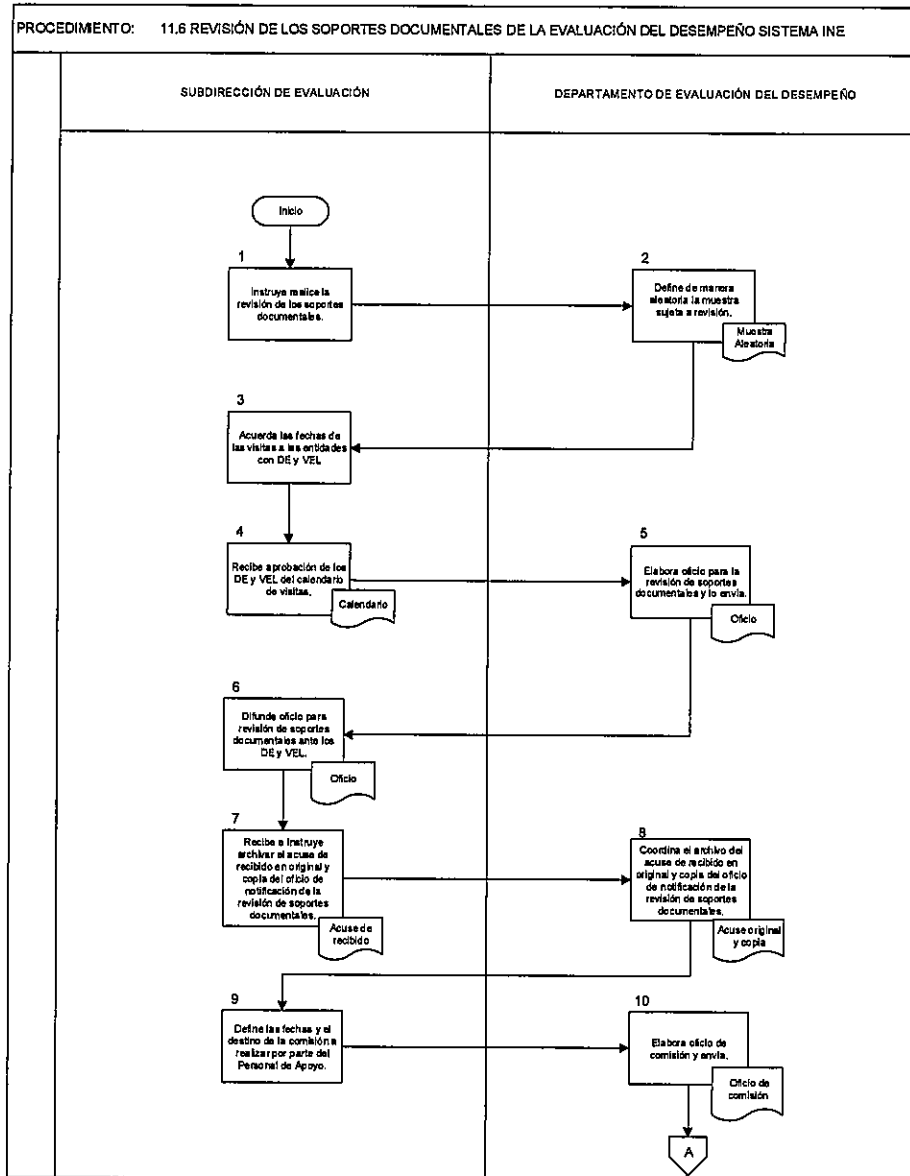 PROCEDIMIENTO: 11.6 REVISIÓN DE LOS SOPORTES DOCUMENTALES DE LA EVALUACIÓN DEL DESEMPEÑO SISTEMA INE
SUBDIRECCIÓN DE EVALUACIÓN
DEPARTAMENTO DE EVALUACIÓN DEL DESEMPEÑO
Inicio
1
Instruye realice la
revisión de los soportes
documentales.
2
Define de manera
aleatoria la muestra
sujeta a revisión.
Muestra
Aleatoria
3
Acuerda las fechas de
las visitas a las entidades
con DE y VEL
4
Recibe aprobación de los
DE y VEL del calendario
de visitas.
Calendario
5
Elabora oficio para la
revisión de soportes
documentales y lo envía.
Oficio
6
Difunde oficio para
revisión de soportes
documentales ante los
DE y VEL.
Oficio
7
Recibe e instruye
archivar el acuse de
recibido en original y
copia del oficio de
notificación de la
revisión de soportes
documentales.
Acuse de
recibido
8
Coordina el archivo del
acuse de recibido en
original y copia del oficio
de notificación de la
revisión de soportes
documentales.
Acuse original
y copia
9
Define las fechas y el
destino de la comisión a
realizar por parte del
Personal de Apoyo.
10
Elabora oficio de
comisión y envía.
Oficio de
comisión
A